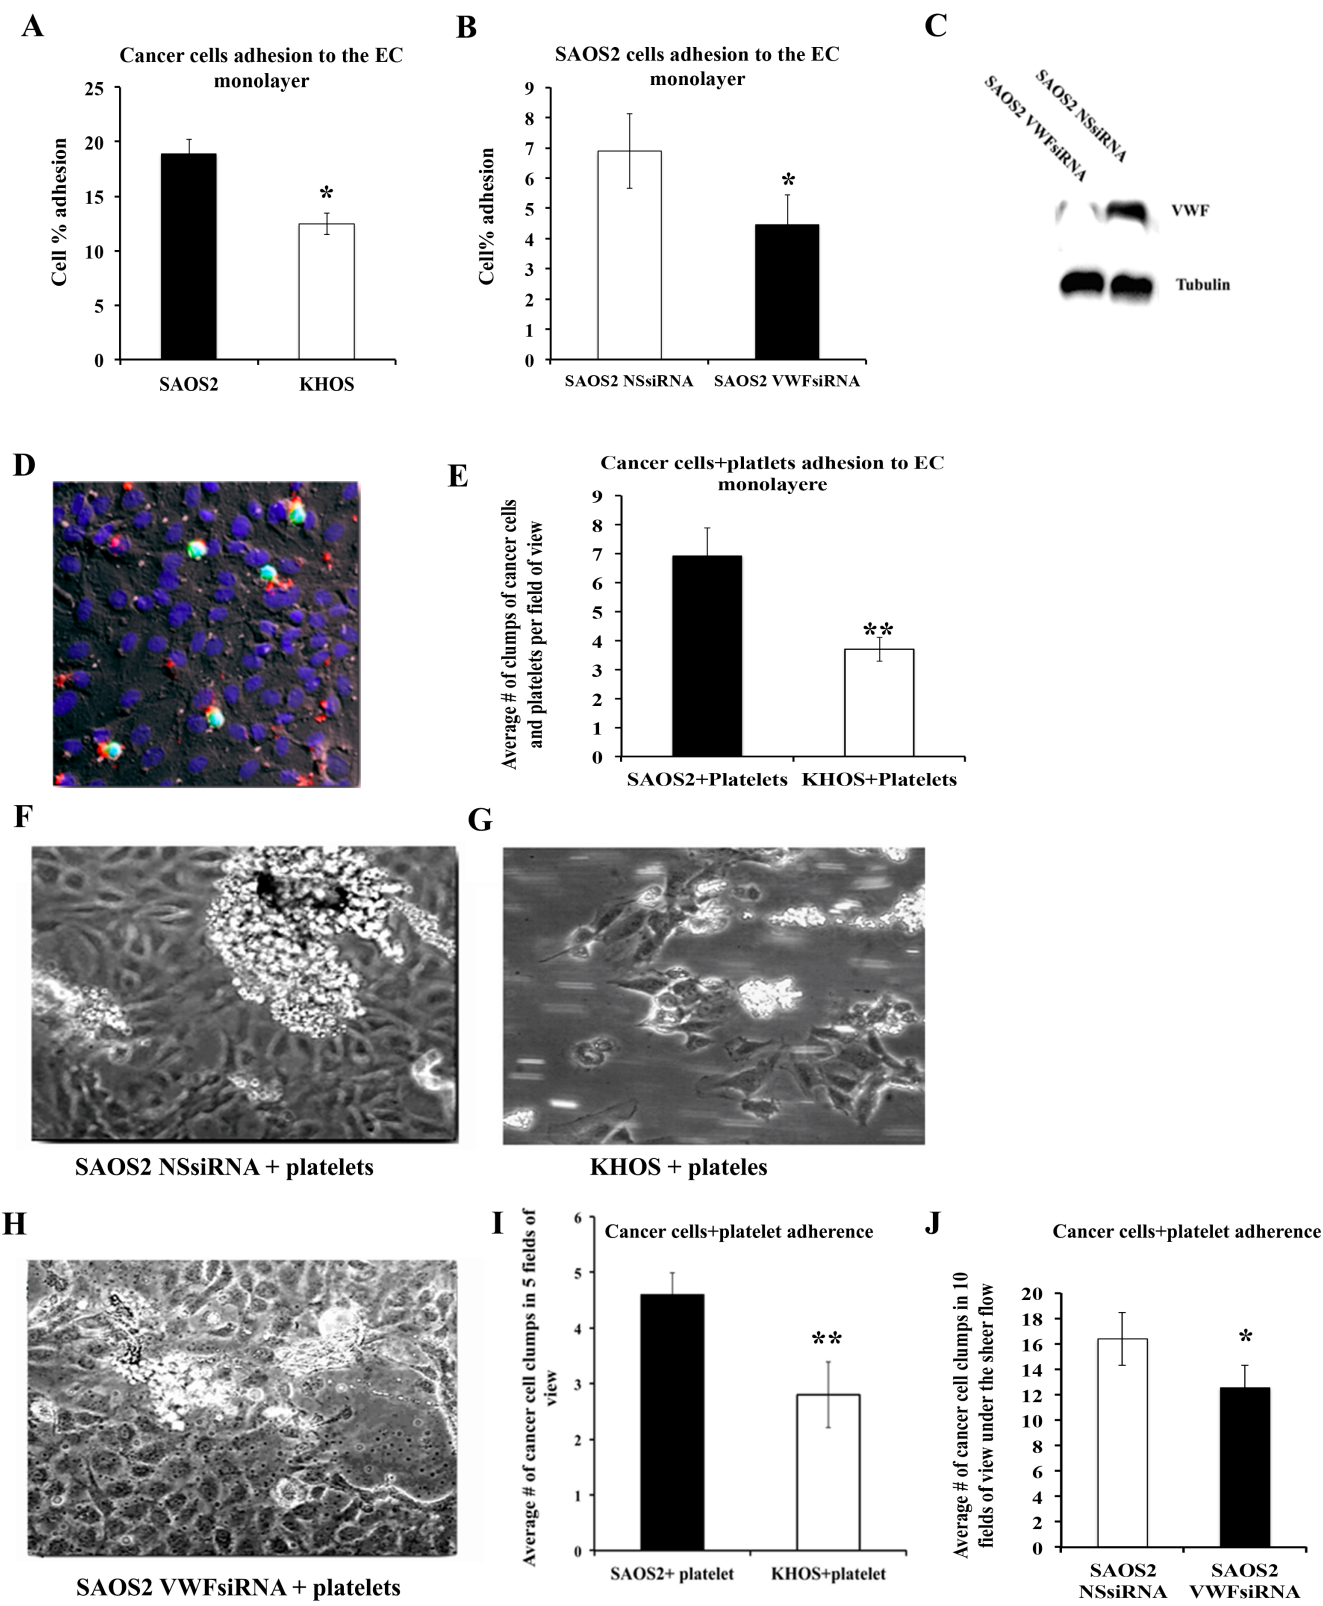 A
Cancer cells adhesion to the EC
monolayer
Cell % adhesion
25
20
15
10
5
0
*
SAOS2
KHOS
B
SAOS2 cells adhesion to the EC
monolayer
Cell% adhesion
9
8
7
6
5
4
3
2
1
0
*
SAOS2 NSsiRNA
SAOS2 VWFsiRNA
C
SAOS2 VWFsiRNA
SAOS2 NSsiRNA
VWF
Tubulin
D
E
Cancer cells+platlets adhesion to EC
monolayere
Average # of clumps of cancer cells
and platelets per field of view
9
8
7
6
5
4
3
2
1
0
**
SAOS2+Platelets
KHOS+Platelets
F
SAOS2 NSsiRNA + platelets
G
KHOS + plateles
H
SAOS2 VWFsiRNA + platelets
I
Cancer cells+platelet adherence
Average # of cancer cell clumps in 5 fields of
view
6
5
4
3
2
1
0
**
SAOS2+ platelet
KHOS+platelet
J
Cancer cells+platelet adherence
Average # of cancer cell clumps in 10
fields of view under the sheer flow
20
18
16
14
12
10
8
6
4
2
0
*
SAOS2
NSsiRNA
SAOS2
VWFsiRNA